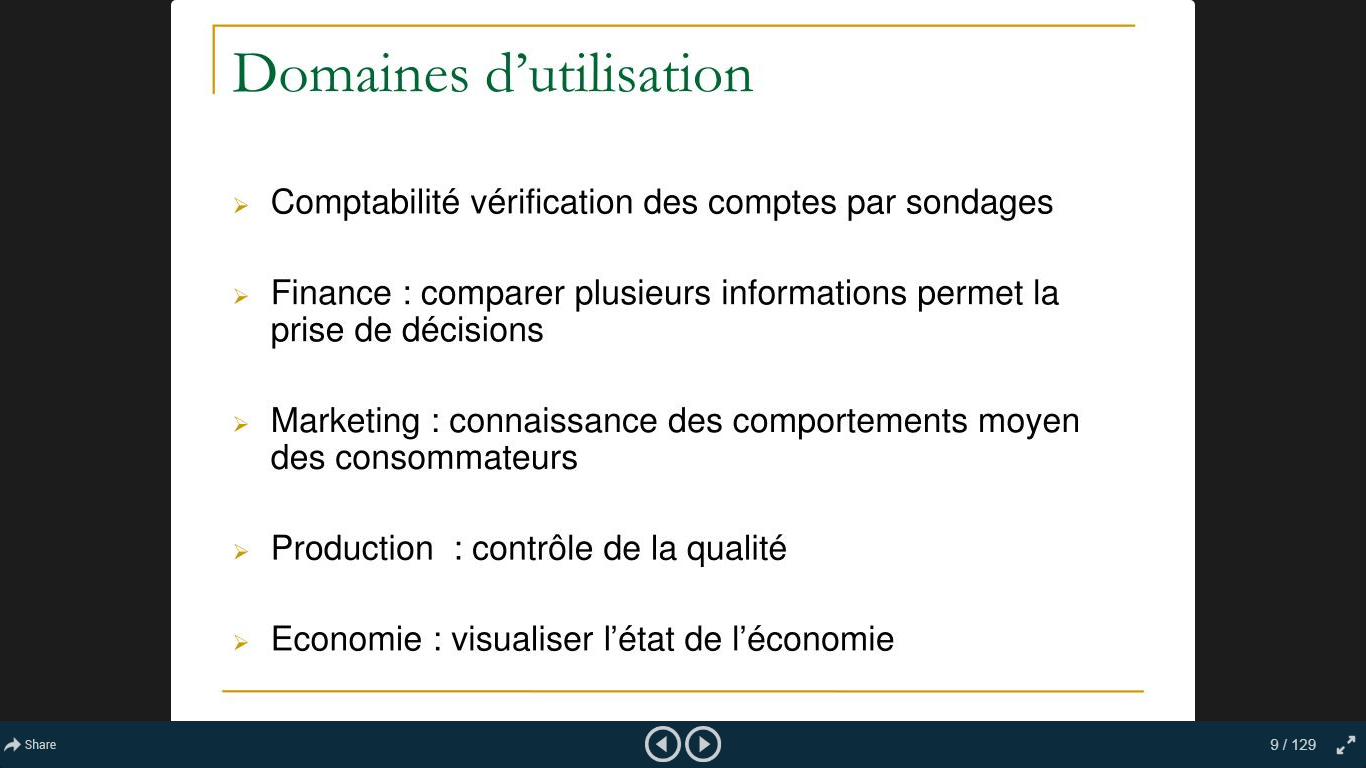 Domaines d’utilisation
Comptabilité vérification des comptes par sondages
Finance : comparer plusieurs informations permet la
prise de décisions
Marketing : connaissance des comportements moyen
des consommateurs
Production  : contrôle de la qualité
Economie : visualiser l’état de l’économie
Share
9 / 129